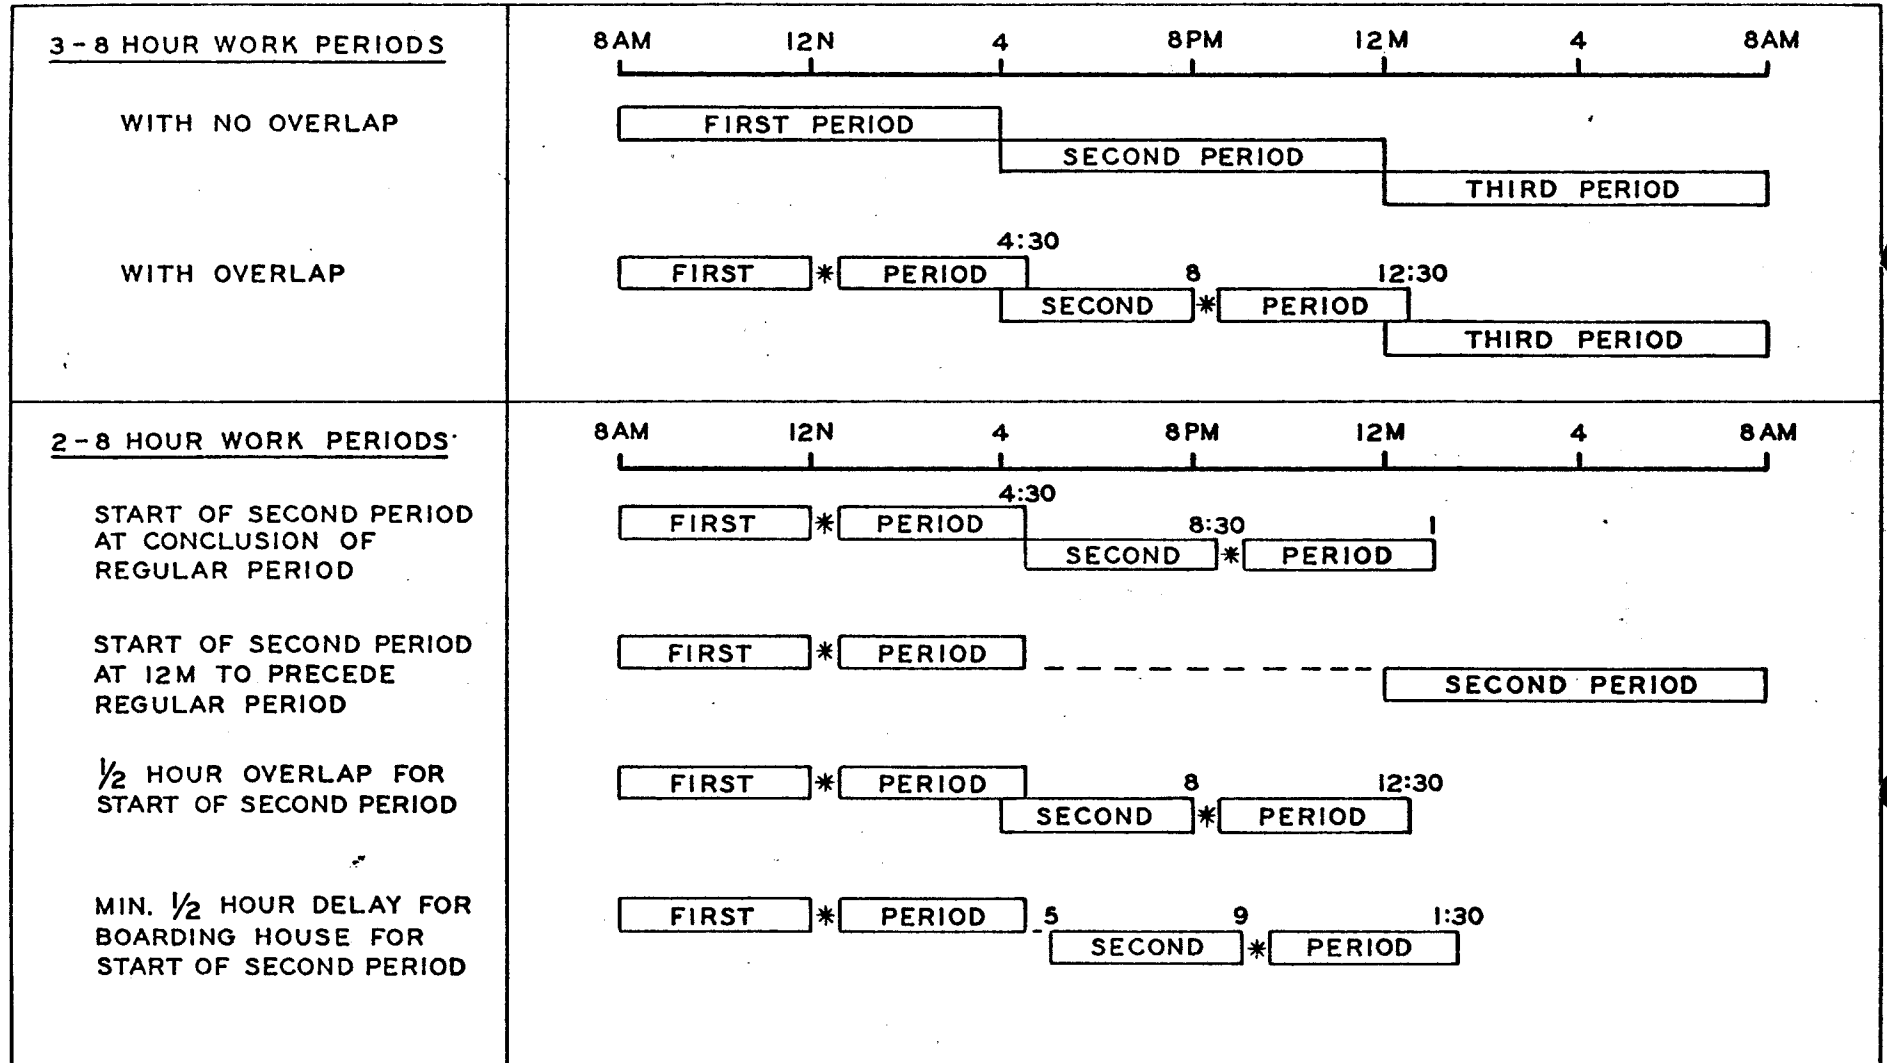 3-8 HOUR WORK PERIODS
8AM 12N 4 8PM 12M 4 8AM
WITH NO OVERLAP
FIRST PERIOD
SECOND PERIOD
THIRD PERIOD
4:30
WITH OVERLAP
FIRST * PERIOD 8 12:30
SECOND * PERIOD
THIRD PERIOD
2-8 HOUR WORK PERIODS
8AM 12N 4 8PM 12M 4 8AM
4:30
START OF SECOND PERIOD
AT CONCLUSION OF
REGULAR PERIOD
FIRST * PERIOD 8:30 1
SECOND * PERIOD
START OF SECOND PERIOD
AT 12M TO PRECEDE
REGULAR PERIOD
FIRST * PERIOD
SECOND PERIOD
1/2 HOUR OVERLAP FOR
START OF SECOND PERIOD
FIRST * PERIOD 8 12:30
SECOND * PERIOD
MIN. 1/2 HOUR DELAY FOR
BOARDING HOUSE FOR
START OF SECOND PERIOD
FIRST * PERIOD 5 9 1:30
SECOND * PERIOD